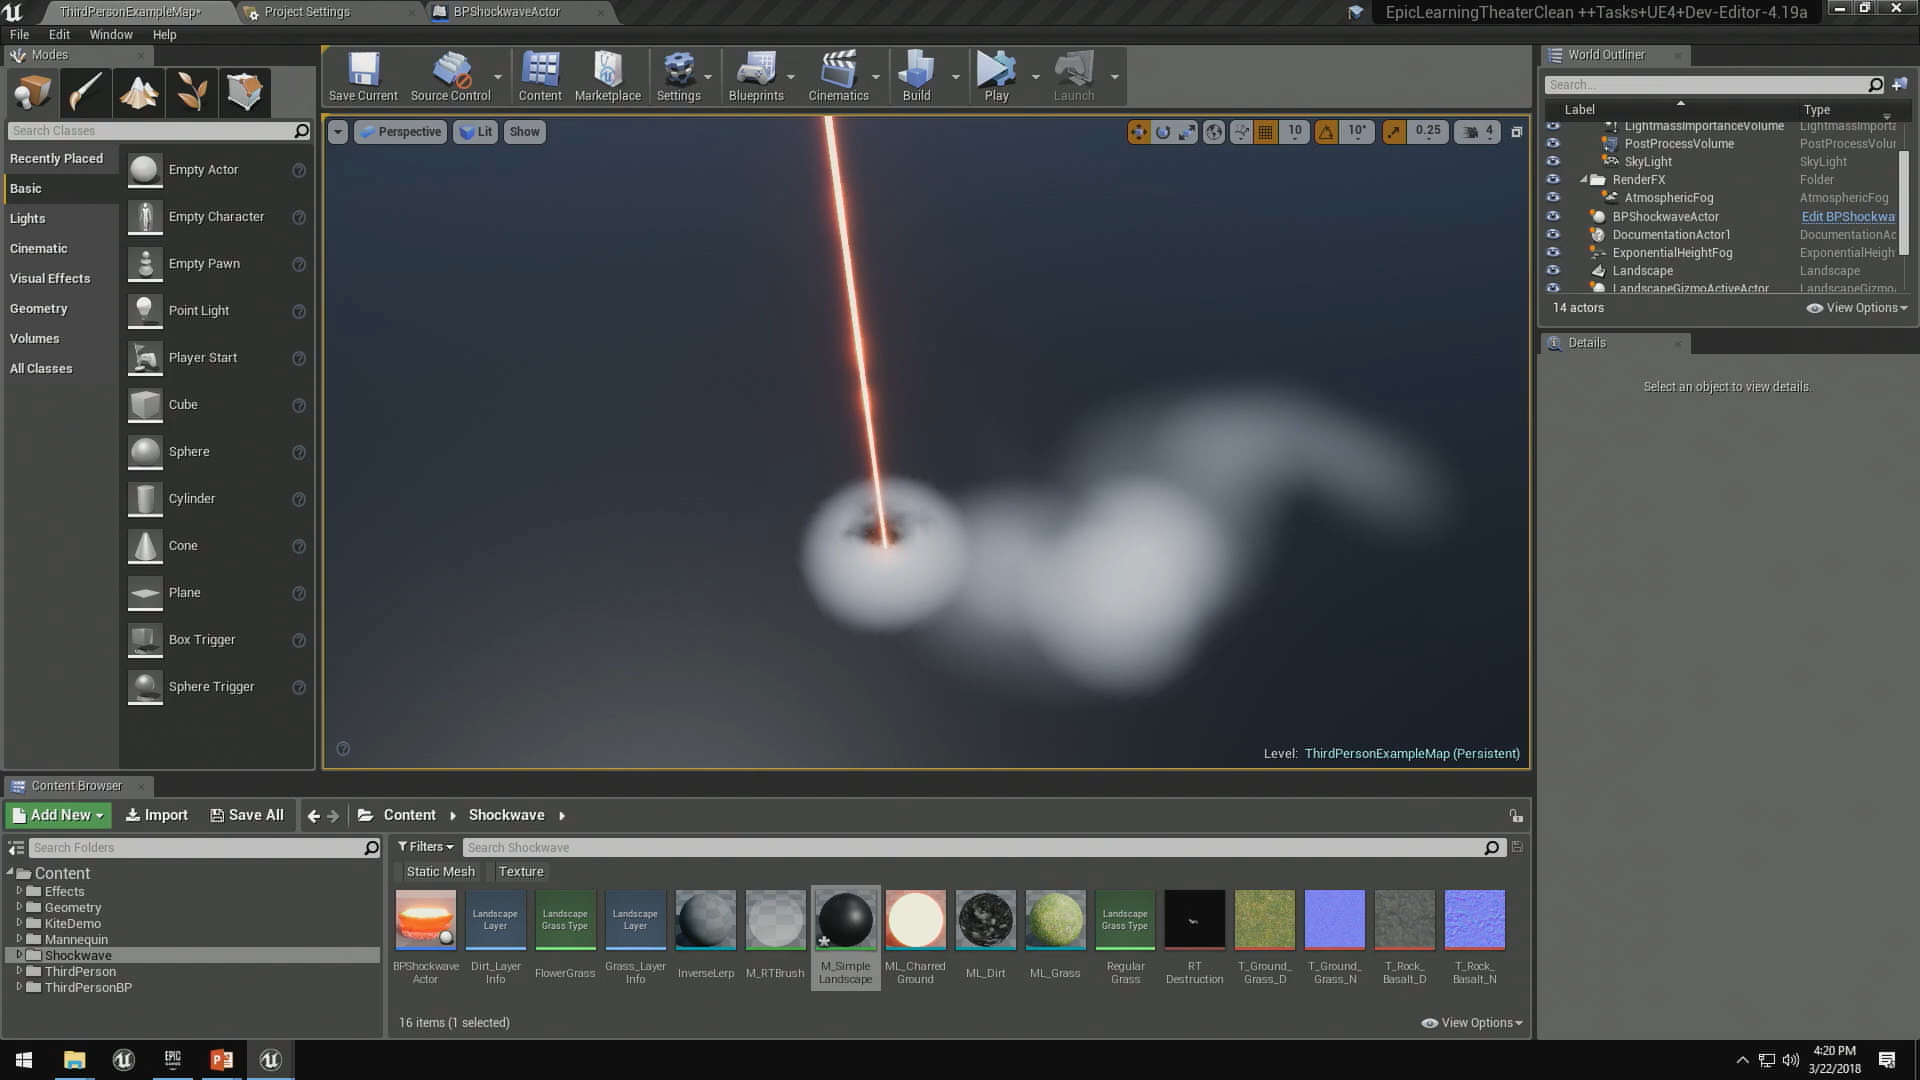 ThirdPersonExampleMap*
Project Settings
BPShockwaveActor
EpicLearningTheaterClean ++Tasks+UE4+Dev-Editor-4.19a
File Edit Window Help
Modes
Search Classes
Recently Placed
Basic
Lights
Cinematic
Visual Effects
Geometry
Volumes
All Classes
Empty Actor
Empty Character
Empty Pawn
Point Light
Player Start
Cube
Sphere
Cylinder
Cone
Plane
Box Trigger
Sphere Trigger
Save Current
Source Control
Content
Marketplace
Settings
Blueprints
Cinematics
Build
Play
Launch
Perspective
Lit
Show
10
10°
0.25
4
Level: ThirdPersonExampleMap (Persistent)
World Outliner
Search...
Label Type
LightmassImportanceVolume Lightmassimporta
PostProcessVolume PostProcessVolur
SkyLight SkyLight
RenderFX Folder
AtmosphericFog AtmosphericFog
BPShockwaveActor Edit BPShockwa
DocumentationActor1 DocumentationAc
ExponentialHeightFog ExponentialHeigh
Landscape Landscape
LandscapeGizmoActiveActor LandscapeGizmo
14 actors
View Options
Details
Select an object to view details.
Content Browser
Add New
Import
Save All
Content
Shockwave
Search Folders
Content
Effects
Geometry
KiteDemo
Mannequin
Shockwave
ThirdPerson
ThirdPersonBP
Filters
Search Shockwave
Static Mesh
Texture
Landscape
Layer
Landscape
Grass Type
Landscape
Layer
Landscape
Grass Type
BPShockwave
Actor
Dirt_Layer
Info
FlowerGrass
Grass_Layer
Info
InverseLerp
M_RTBrush
M_Simple
Landscape
ML_Charred
Ground
ML_Dirt
ML_Grass
Regular
Grass
RT
Destruction
T_Ground_
Grass_D
T_Ground_
Grass_N
T_Rock_
Basalt_D
T_Rock_
Basalt_N
16 items (1 selected)
View Options
EPIC
GAMES
4:20 PM
3/22/2018